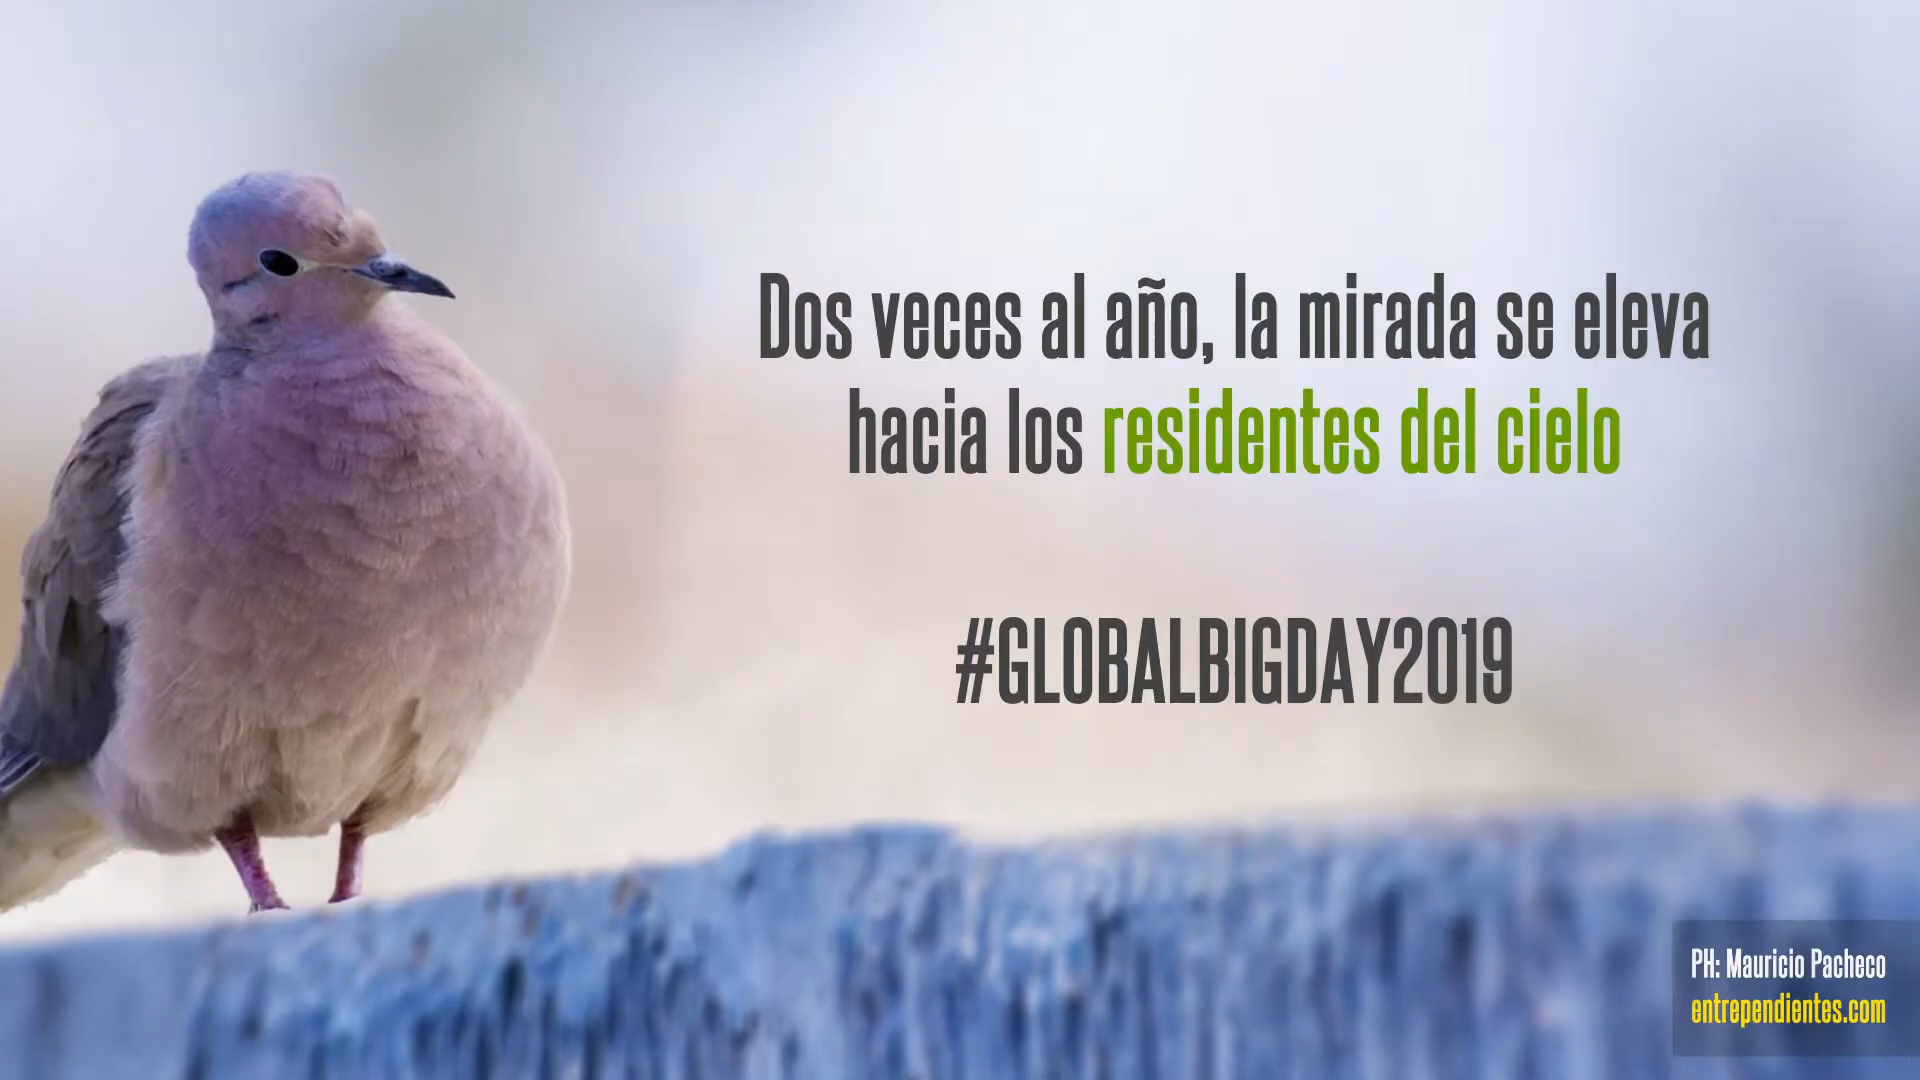 Dos veces al año, la mirada se eleva
hacia los residentes del cielo
#GLOBALBIGDAY2019
PH: Mauricio Pacheco
entrependientes.com